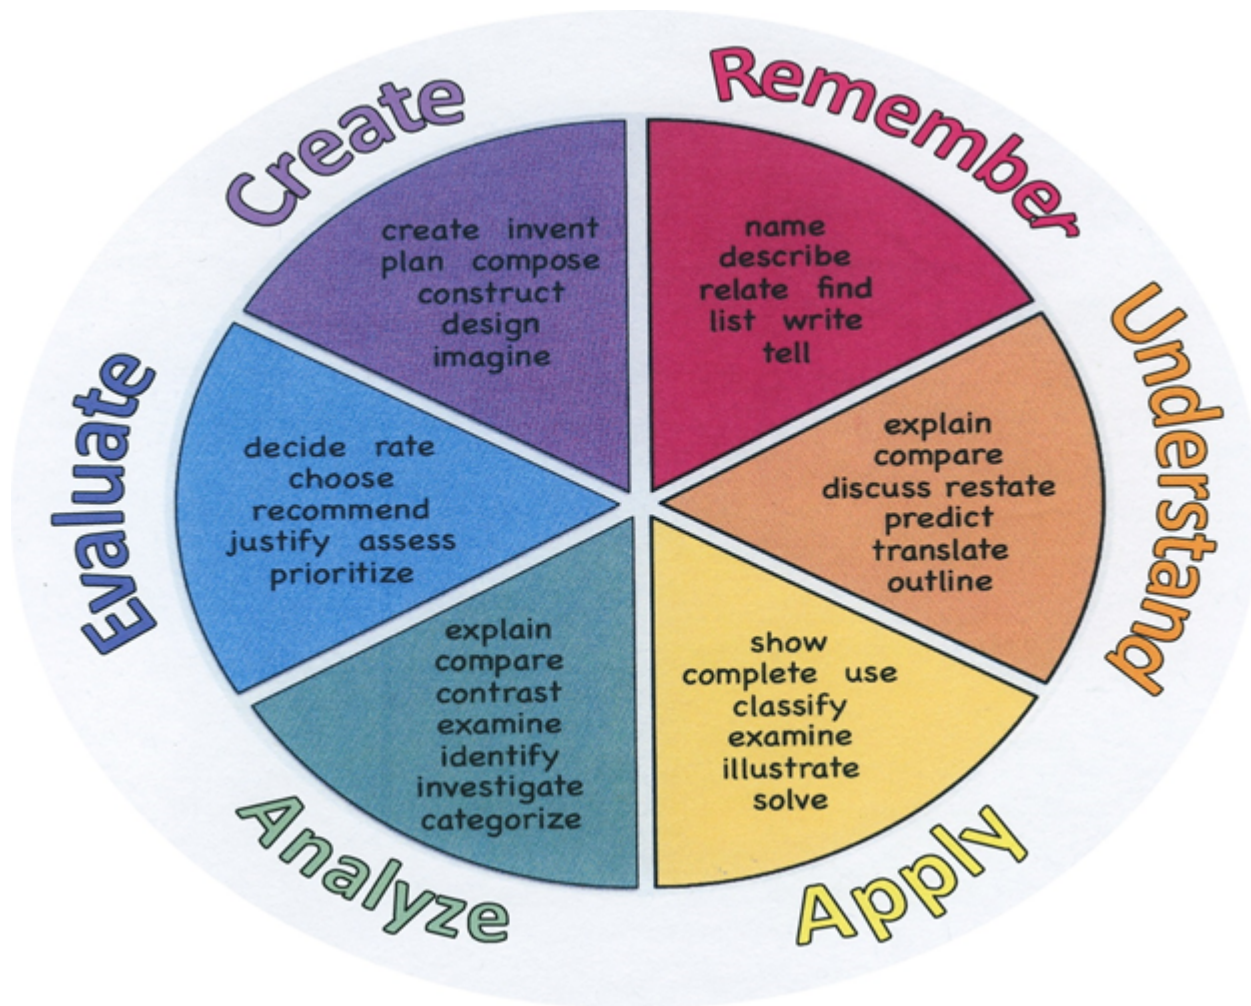 Remember
name
describe
relate find
list write
tell
Understand
explain
compare
discuss restate
predict
translate
outline
Apply
show
complete use
classify
examine
illustrate
solve
Analyze
explain
compare
contrast
examine
identify
investigate
categorize
Evaluate
decide rate
choose
recommend
justify assess
prioritize
Create
create invent
plan compose
construct
design
imagine